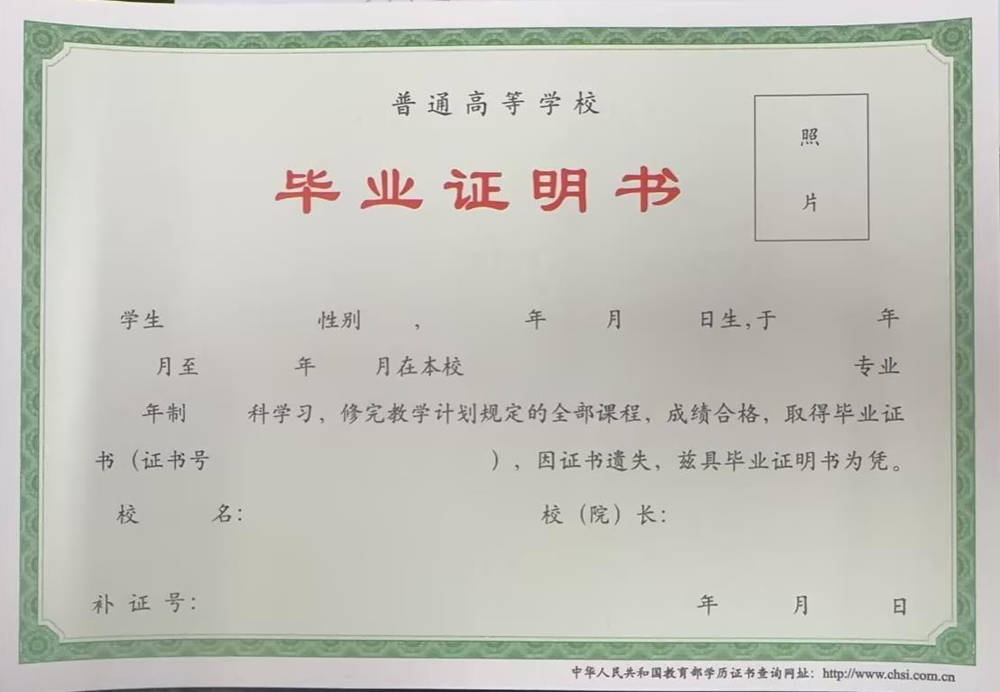 普通高等学校
照
毕业证明书
片
学生 性别 , 年 月 日生,于 年
月至 年 月在本校 专业
年制 科学习，修完教学计划规定的全部课程，成绩合格，取得毕业证
书（证书号 ），因证书遗失，兹具毕业证明书为凭。
校 名： 校（院）长：
补 证 号： 年 月 日
中华人民共和国教育部学历证书查询网址：http://www.chsi.com.cn